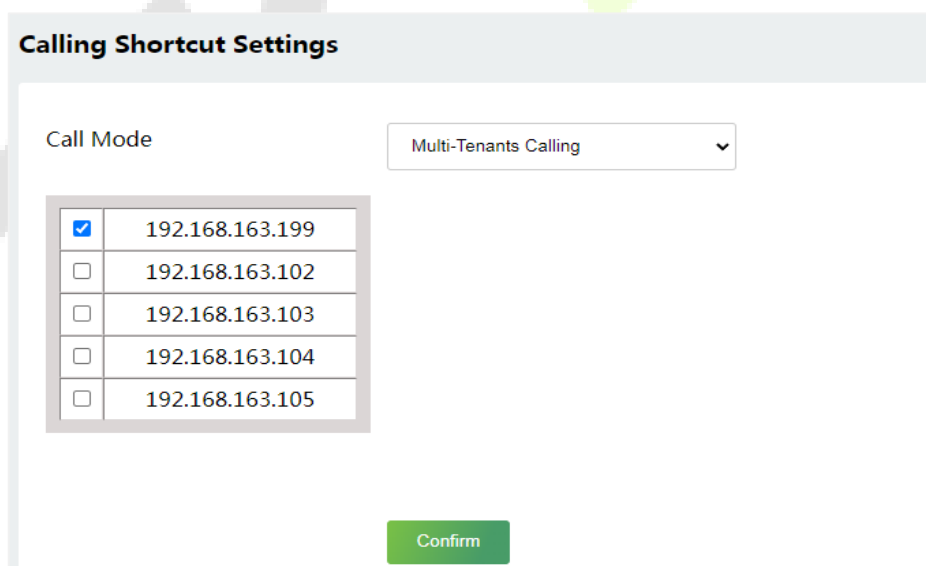 Calling Shortcut Settings
Call Mode
Multi-Tenants Calling
192.168.163.199
192.168.163.102
192.168.163.103
192.168.163.104
192.168.163.105
Confirm